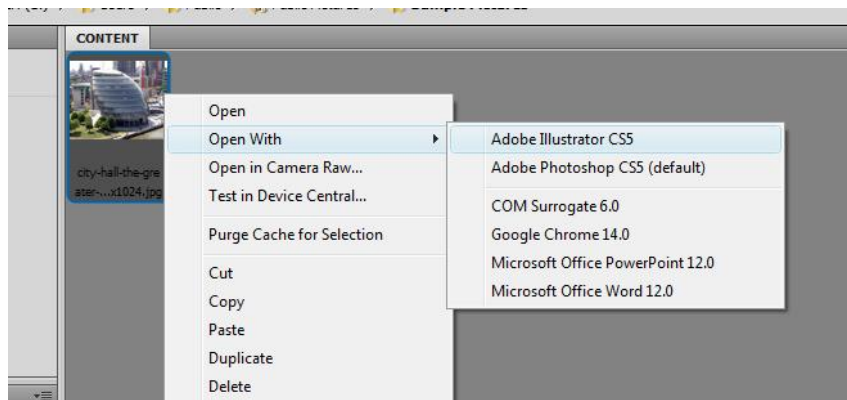 CONTENT
city-hall-the-gre
ater-...x1024.jpg
Open
Open With
Open in Camera Raw...
Test in Device Central...
Purge Cache for Selection
Cut
Copy
Paste
Duplicate
Delete
Adobe Illustrator CS5
Adobe Photoshop CS5 (default)
COM Surrogate 6.0
Google Chrome 14.0
Microsoft Office PowerPoint 12.0
Microsoft Office Word 12.0